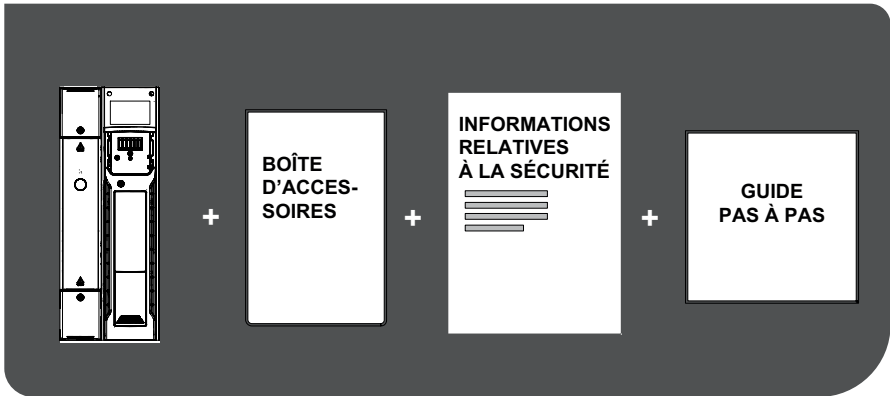 +
BOÎTE
D'ACCES-
SOIRES
+
INFORMATIONS
RELATIVES
À LA SÉCURITÉ
+
GUIDE
PAS À PAS